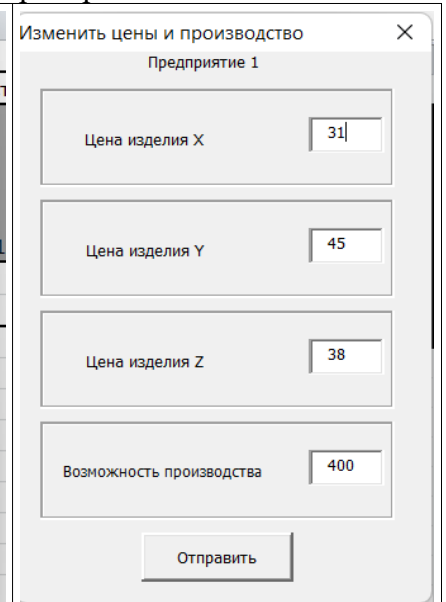 Изменить цены и производство
Предприятие 1
Цена изделия X 31
Цена изделия Y 45
Цена изделия Z 38
Возможность производства 400
Отправить